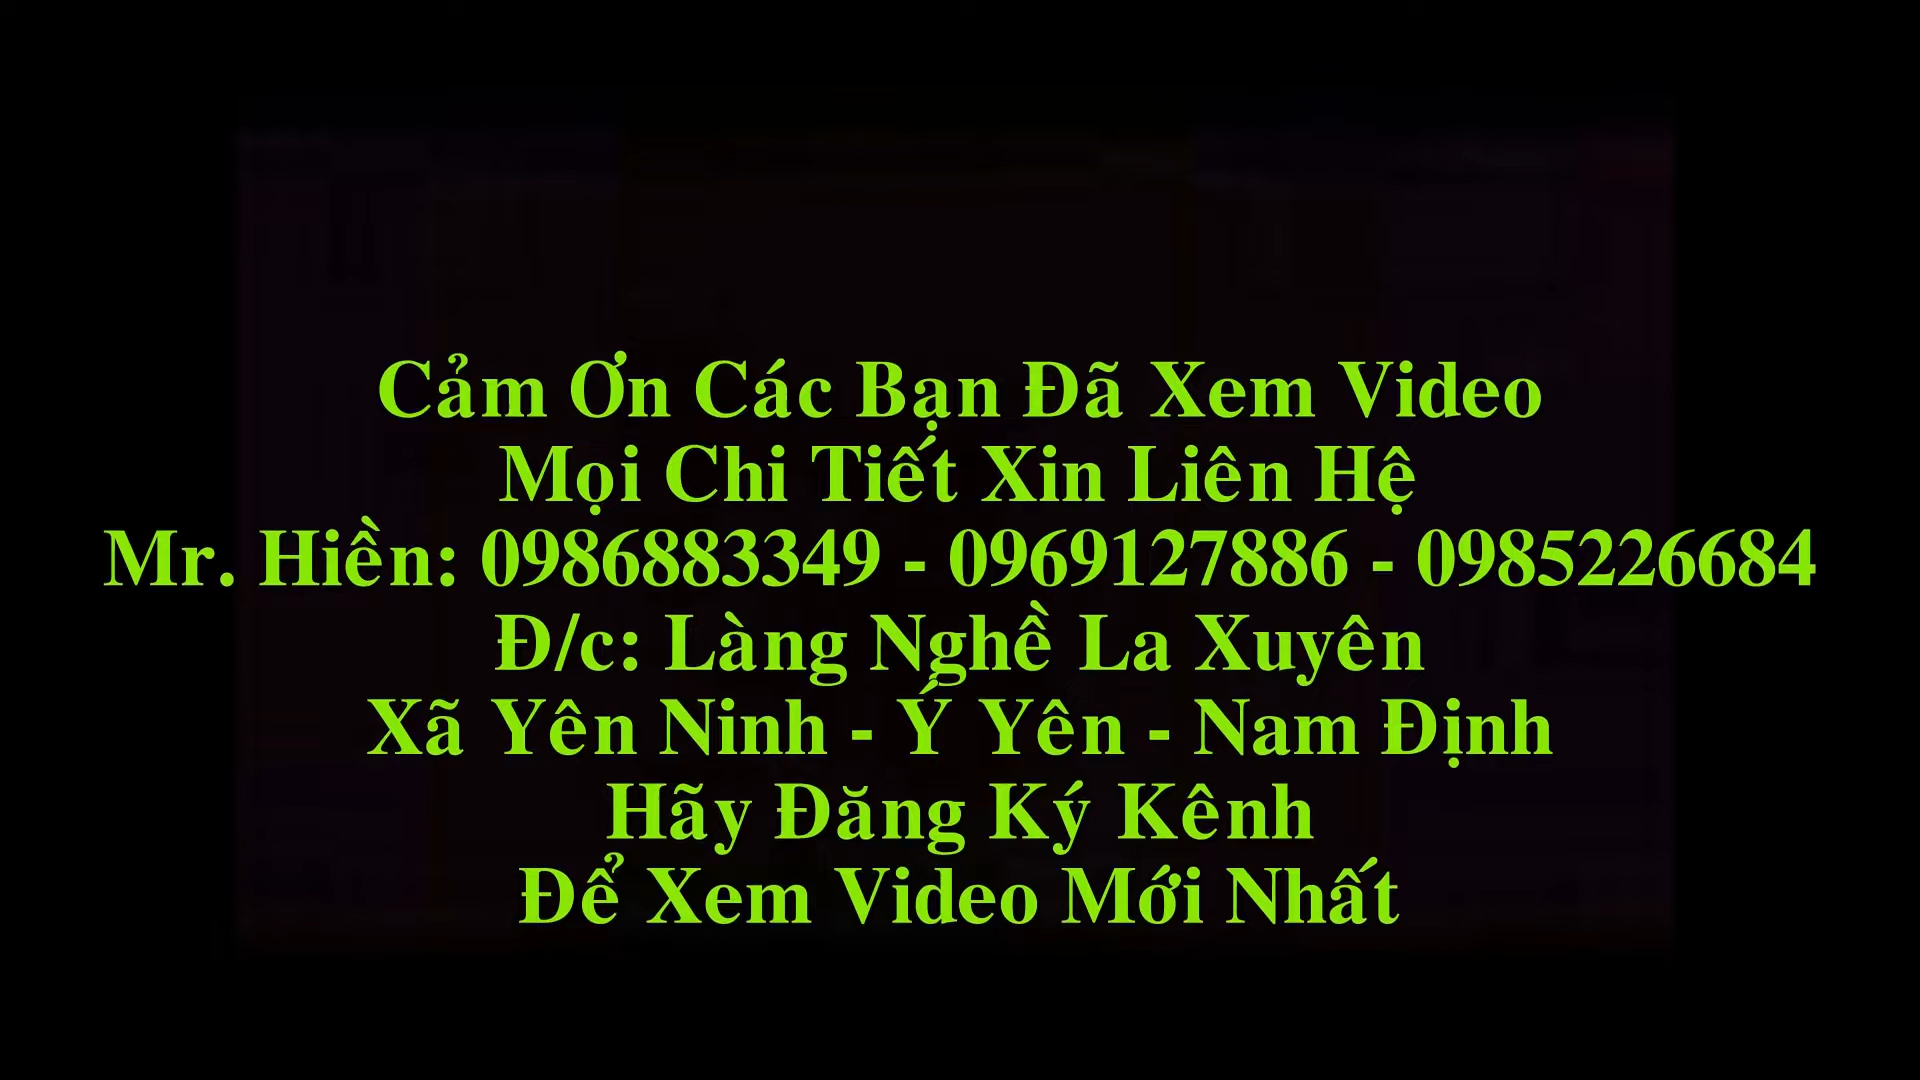 Cảm Ơn Các Bạn Đã Xem Video
Mọi Chi Tiết Xin Liên Hệ
Mr. Hiền: 0986883349 - 0969127886 - 0985226684
Đ/c: Làng Nghề La Xuyên
Xã Yên Ninh - Ý Yên - Nam Định
Hãy Đăng Ký Kênh
Để Xem Video Mới Nhất